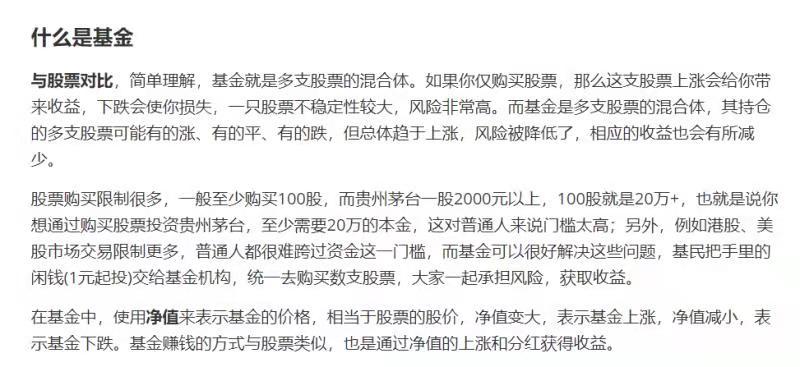 什么是基金
与股票对比，简单理解，基金就是多支股票的混合体。如果你仅购买股票，那么这支股票上涨会给你带
来收益，下跌会使你损失，一只股票不稳定性较大，风险非常高。而基金是多支股票的混合体，其持仓
的多支股票可能有的涨、有的平、有的跌，但总体趋于上涨，风险被降低了，相应的收益也会有所减
少。
股票购买限制很多，一般至少购买100股，而贵州茅台一股2000元以上，100股就是20万+，也就是说你
想通过购买股票投资贵州茅台，至少需要20万的本金，这对普通人来说门槛太高；另外，例如港股、美
股市场交易限制更多，普通人都很难跨过资金这一门槛，而基金可以很好解决这些问题，基民把手里的
闲钱(1元起投)交给基金机构，统一去购买数支股票，大家一起承担风险，获取收益。
在基金中，使用净值来表示基金的价格，相当于股票的股价，净值变大，表示基金上涨，净值减小，表
示基金下跌。基金赚钱的方式与股票类似，也是通过净值的上涨和分红获得收益。